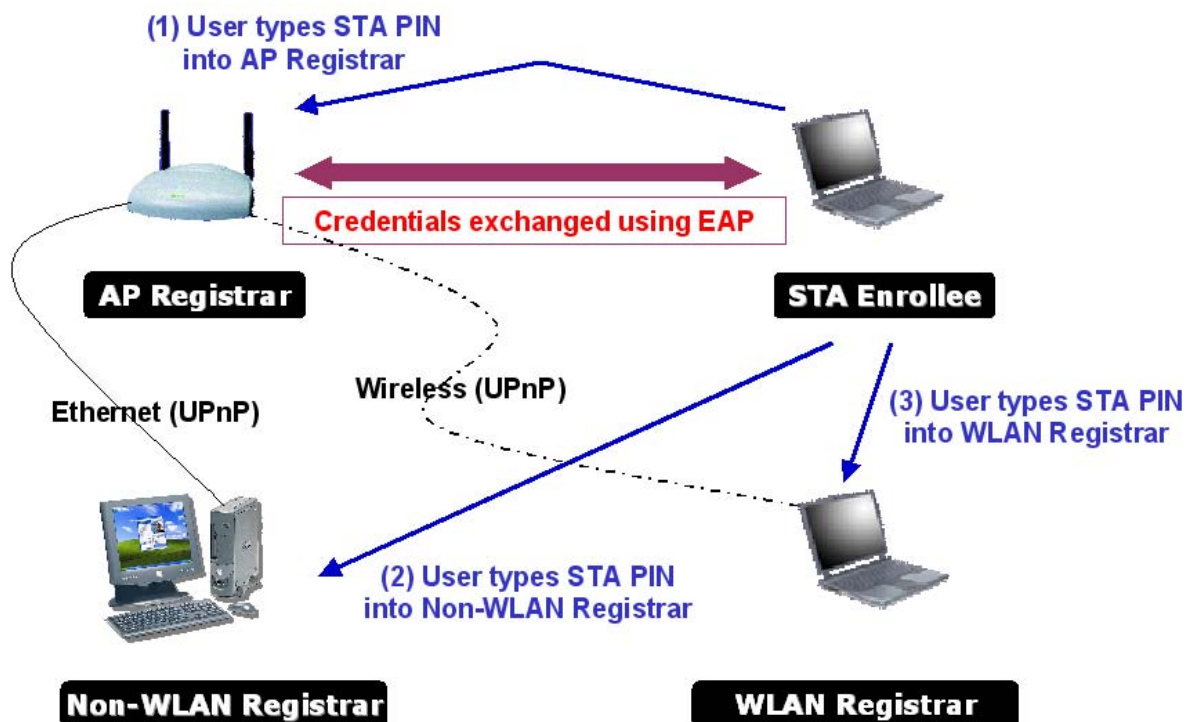 (1) User types STA PIN
into AP Registrar
Credentials exchanged using EAP
AP Registrar
STA Enrollee
Wireless (UPnP)
Ethernet (UPnP)
(3) User types STA PIN
into WLAN Registrar
(2) User types STA PIN
into Non-WLAN Registrar
Non-WLAN Registrar
WLAN Registrar